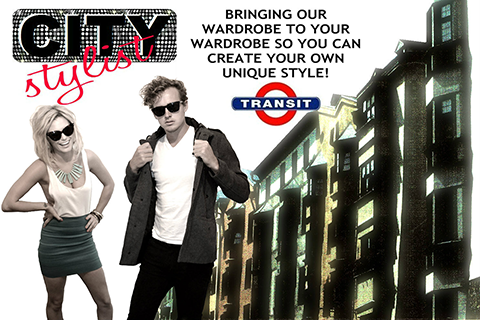 CITY
stylist
BRINGING OUR
WARDROBE TO YOUR
WARDROBE SO YOU CAN
CREATE YOUR OWN
UNIQUE STYLE!
TRANSIT